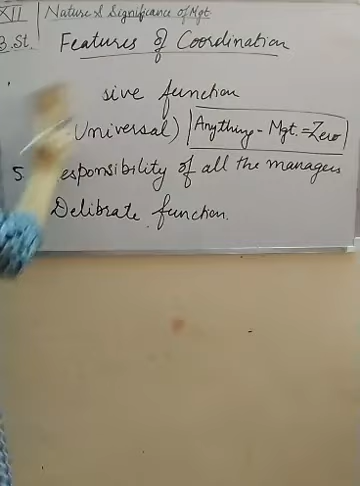 XII Nature & Significance of Mgt
B.St. Features of Coordination
sive function
Universal) Anything - Mgt. = Zero
5. esponsibility of all the managers
Delibrate function.